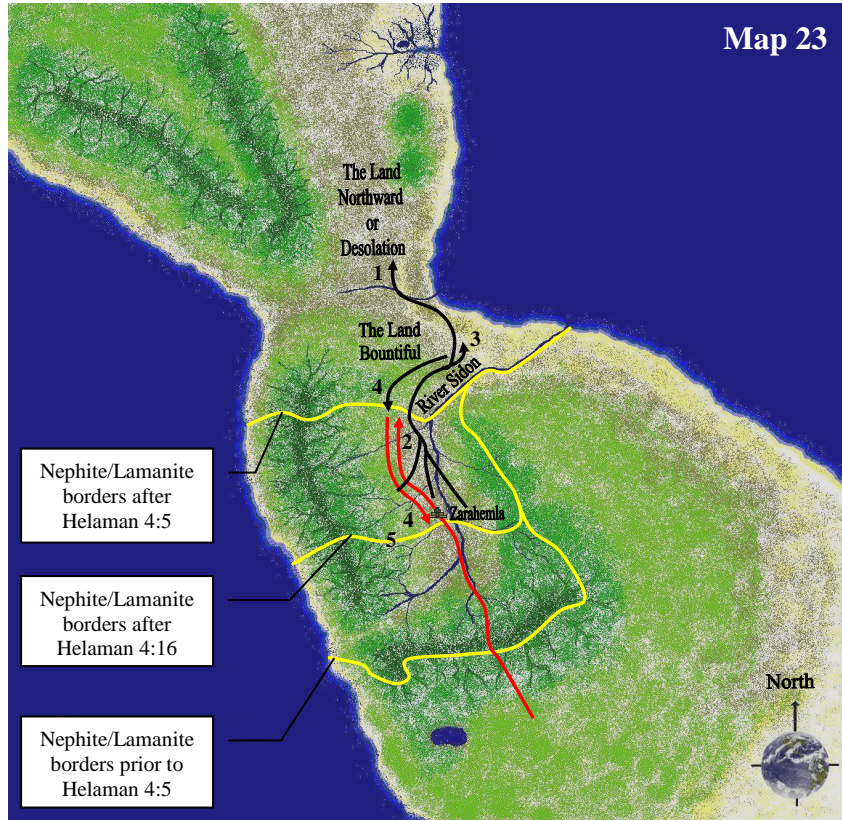 Map 23
The Land
Northward
or
Desolation
1
The Land
Bountiful
3
4
River Sidon
2
Nephite/Lamanite
borders after
Helaman 4:5
4
Zarahemla
5
Nephite/Lamanite
borders after
Helaman 4:16
North
Nephite/Lamanite
borders prior to
Helaman 4:5